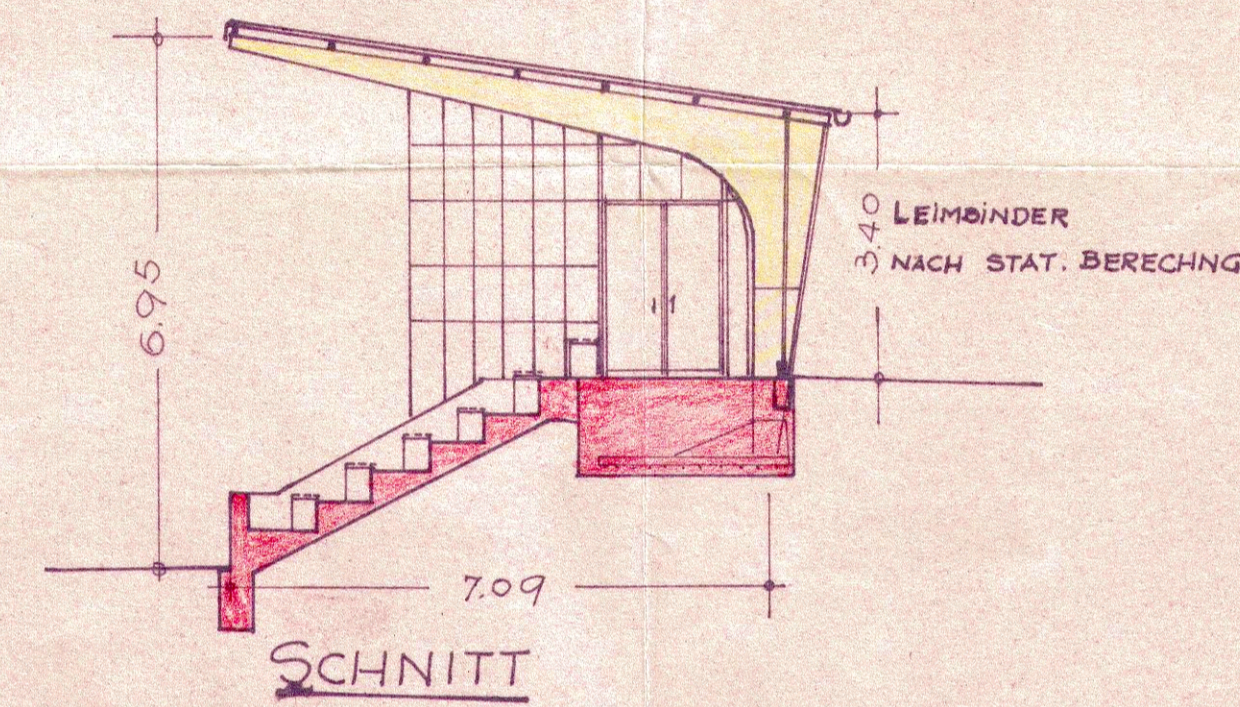 6.95
3.40
LEIMBINDER
NACH STAT. BERECHNG
7.09
SCHNITT